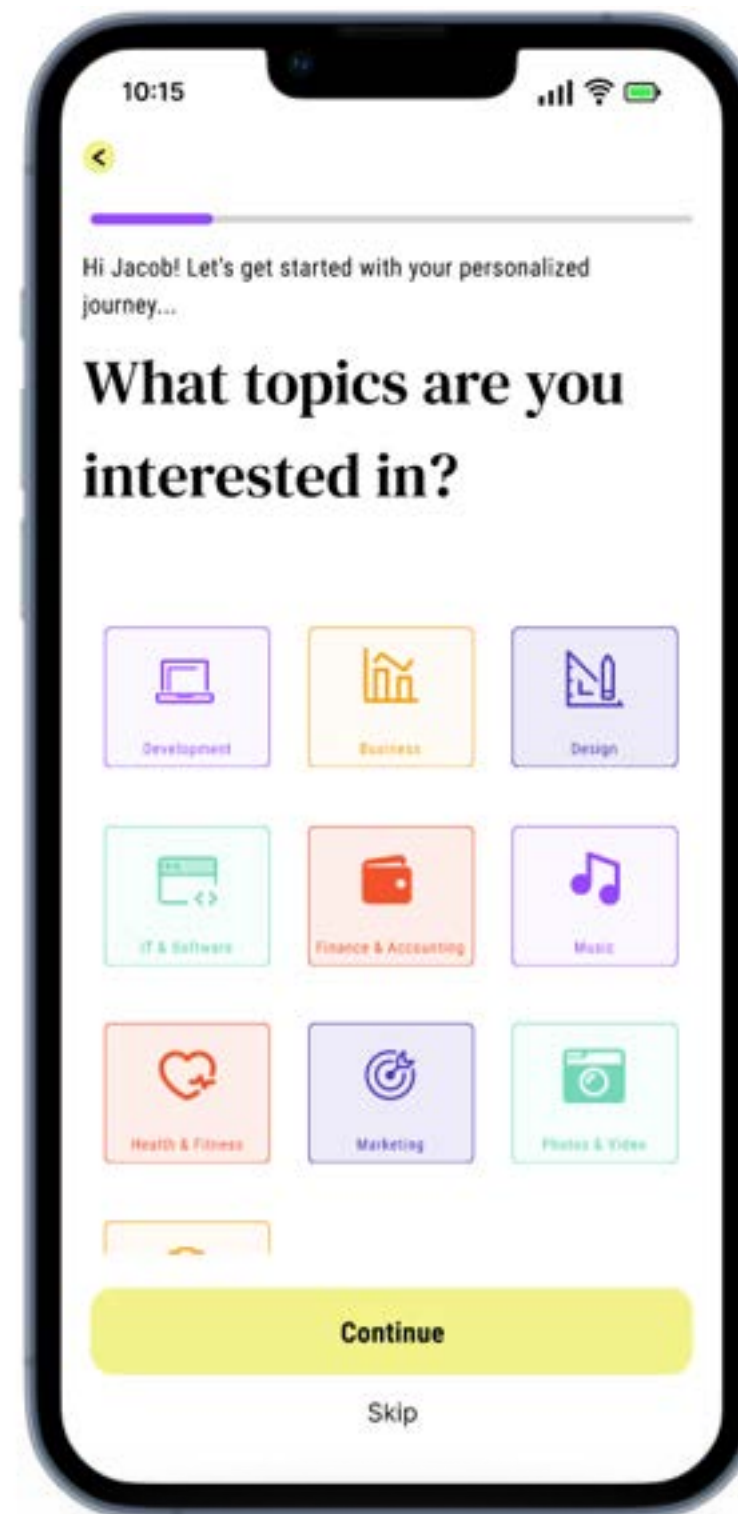 10:15
Hi Jacob! Let's get started with your personalized
journey...
What topics are you
interested in?
Development
Business
Design
IT & Software
Finance & Accounting
Music
Health & Fitness
Marketing
Photos & Video
Continue
Skip